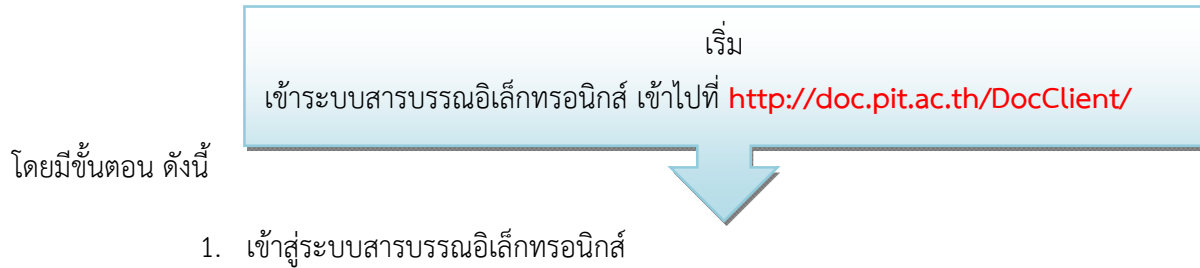 เริ่ม
เข้าระบบสารบรรณอิเล็กทรอนิกส์ เข้าไปที่ http://doc.pit.ac.th/DocClient/
โดยมีขั้นตอน ดังนี้
1. เข้าสู่ระบบสารบรรณอิเล็กทรอนิกส์